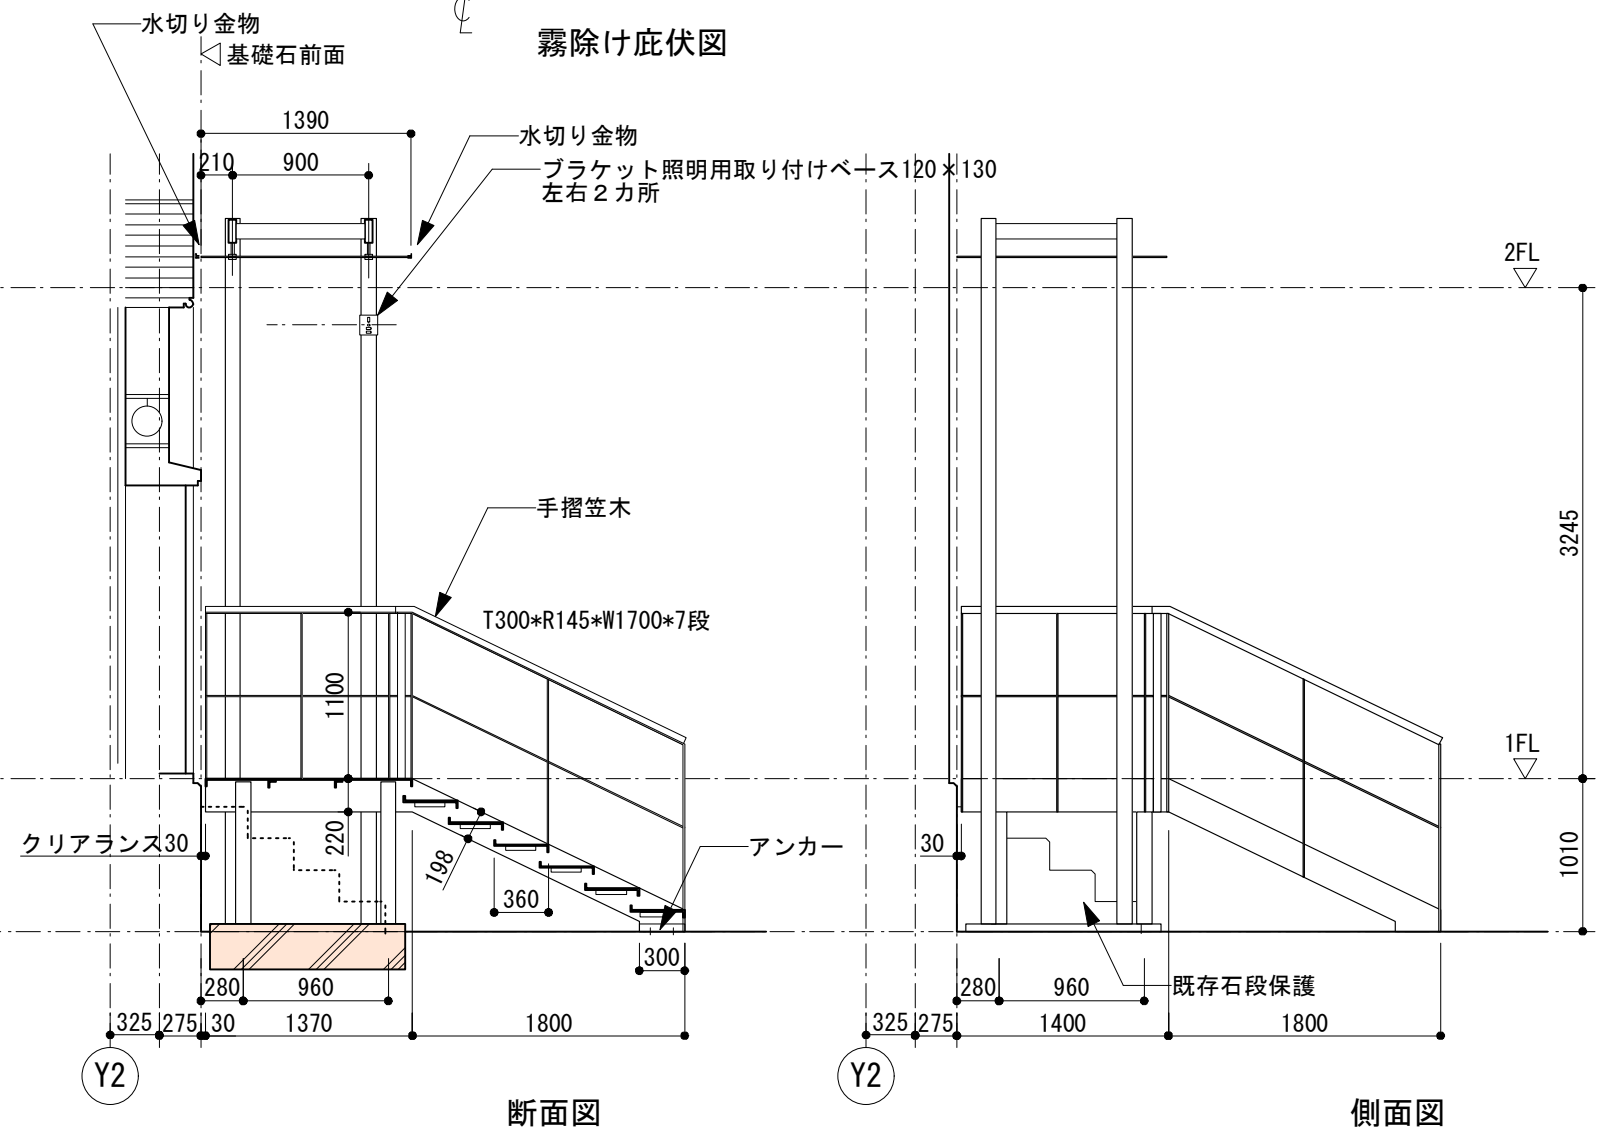 水切り金物
℄
霧除け庇伏図
基礎石前面
1390
水切り金物
210
900
ブラケット照明用取り付けベース120×130
左右２カ所
2FL
手摺笠木
3245
T300*R145*W1700*7段
1100
1FL
クリアランス30
220
198
アンカー
30
1010
360
300
280
960
280
960
既存石段保護
325
275
30
1370
1800
325
275
1400
1800
Y2
Y2
断面図
側面図